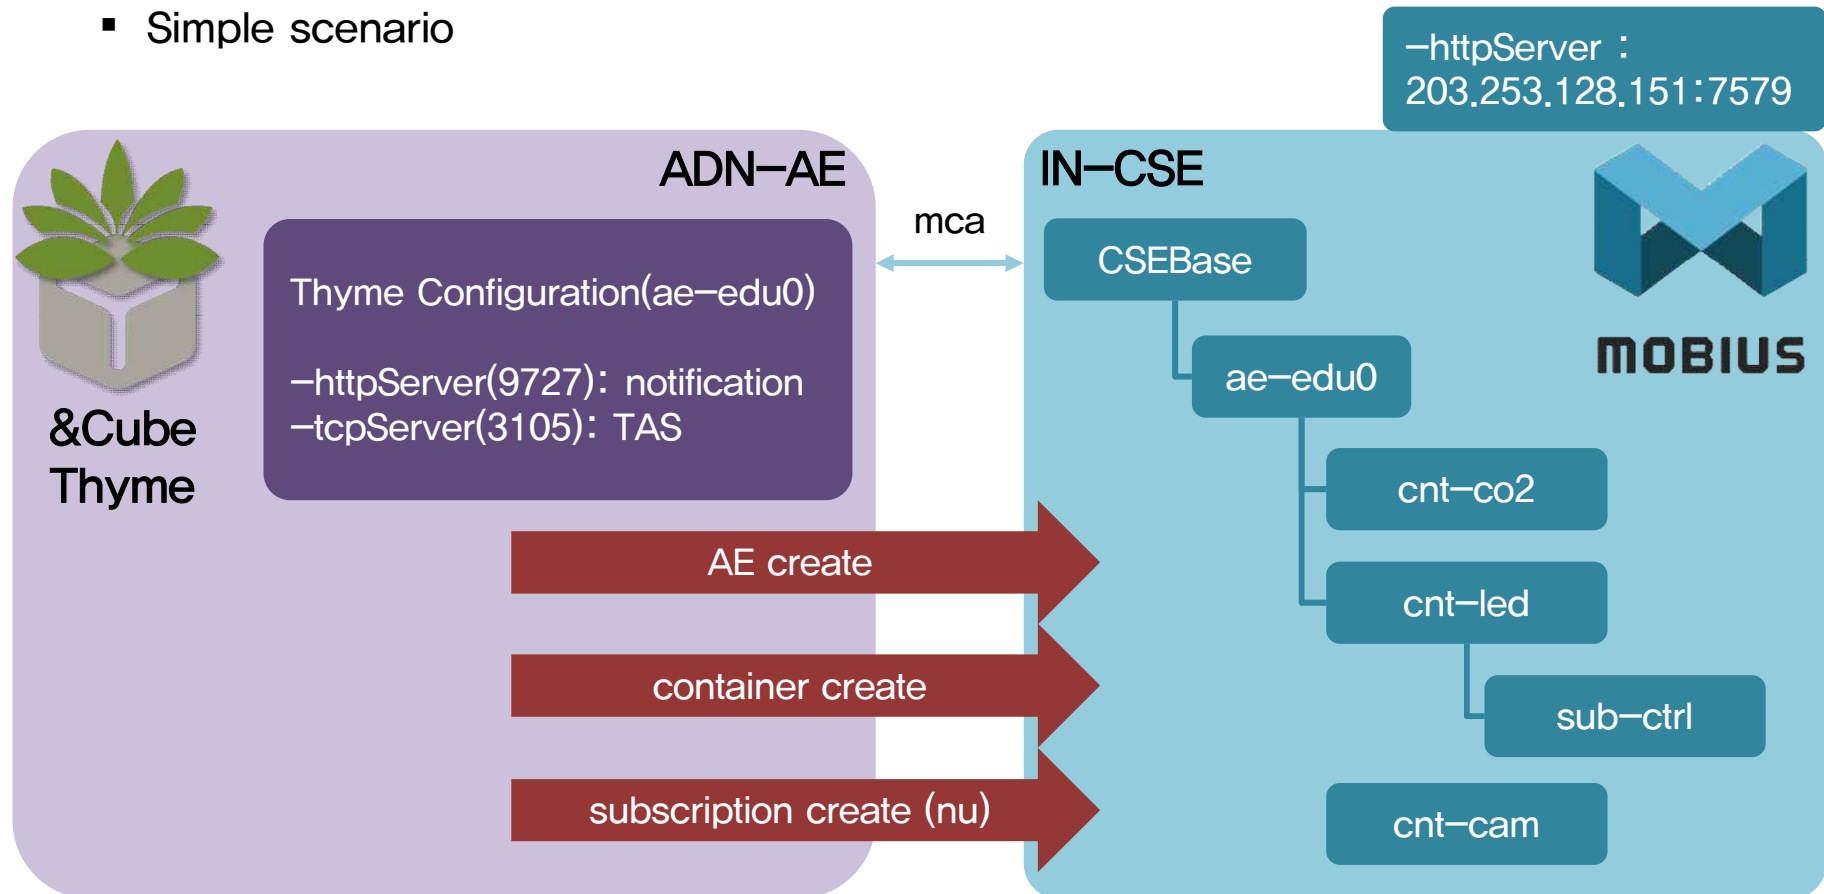 ▪ Simple scenario
–httpServer :
203.253.128.151:7579
ADN–AE
IN–CSE
mca
CSEBase
Thyme Configuration(ae–edu0)
–httpServer(9727): notification
–tcpServer(3105): TAS
&Cube
Thyme
MOBIUS
ae–edu0
cnt–co2
AE create
cnt–led
container create
sub–ctrl
subscription create (nu)
cnt–cam